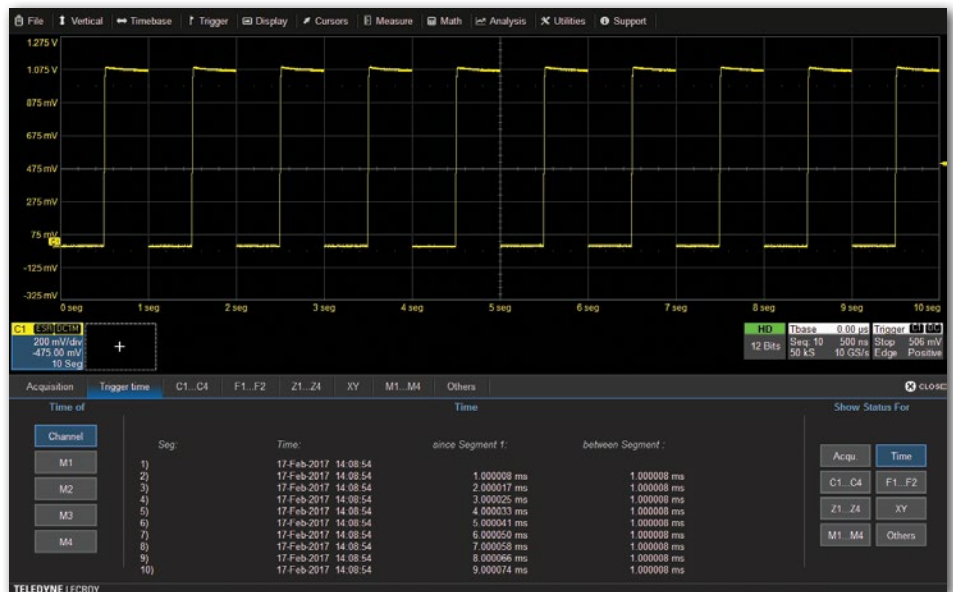 File Vertical Timebase Trigger Display Cursors Measure Math Analysis Utilities Support
1.275 V
1.075 V
875 mV
675 mV
475 mV
275 mV
75 mV
C1
-125 mV
-325 mV
0 seg 1 seg 2 seg 3 seg 4 seg 5 seg 6 seg 7 seg 8 seg 9 seg 10 seg
C1 ESR DC1M
200 mV/div
-475.00 mV
10 Seg
+
HD
12 Bits
Tbase 0.00 µs
Seq: 10 500 ns
50 kS 10 GS/s
Trigger C1 DC
Stop 506 mV
Edge Positive
Acquisition Trigger time C1...C4 F1...F2 Z1...Z4 XY M1...M4 Others CLOSE
Time of
Channel
M1
M2
M3
M4
Time
Seg: Time: since Segment 1: between Segment :
1) 17-Feb-2017 14:08:54
2) 17-Feb-2017 14:08:54 1.000008 ms 1.000008 ms
3) 17-Feb-2017 14:08:54 2.000017 ms 1.000008 ms
4) 17-Feb-2017 14:08:54 3.000025 ms 1.000008 ms
5) 17-Feb-2017 14:08:54 4.000033 ms 1.000008 ms
6) 17-Feb-2017 14:08:54 5.000041 ms 1.000008 ms
7) 17-Feb-2017 14:08:54 6.000050 ms 1.000008 ms
8) 17-Feb-2017 14:08:54 7.000058 ms 1.000008 ms
9) 17-Feb-2017 14:08:54 8.000066 ms 1.000008 ms
10) 17-Feb-2017 14:08:54 9.000074 ms 1.000008 ms
Show Status For
Acqu. Time
C1...C4 F1...F2
Z1...Z4 XY
M1...M4 Others
TELEDYNE LECROY